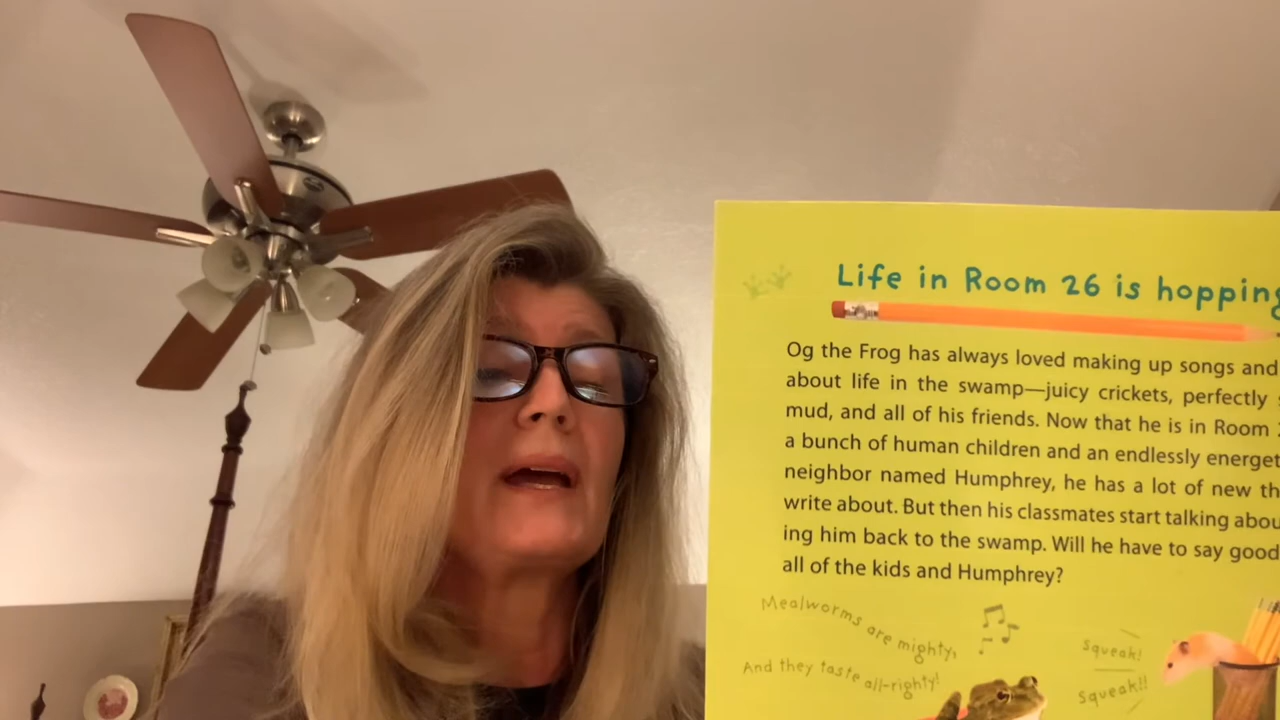 Life in Room 26 is hopping
Og the Frog has always loved making up songs and
about life in the swamp—juicy crickets, perfectly
mud, and all of his friends. Now that he is in Room
a bunch of human children and an endlessly energet
neighbor named Humphrey, he has a lot of new th
write about. But then his classmates start talking abou
ing him back to the swamp. Will he have to say good
all of the kids and Humphrey?
Mealworms are mighty,
And they taste all-righty!
Squeak!
Squeak!!